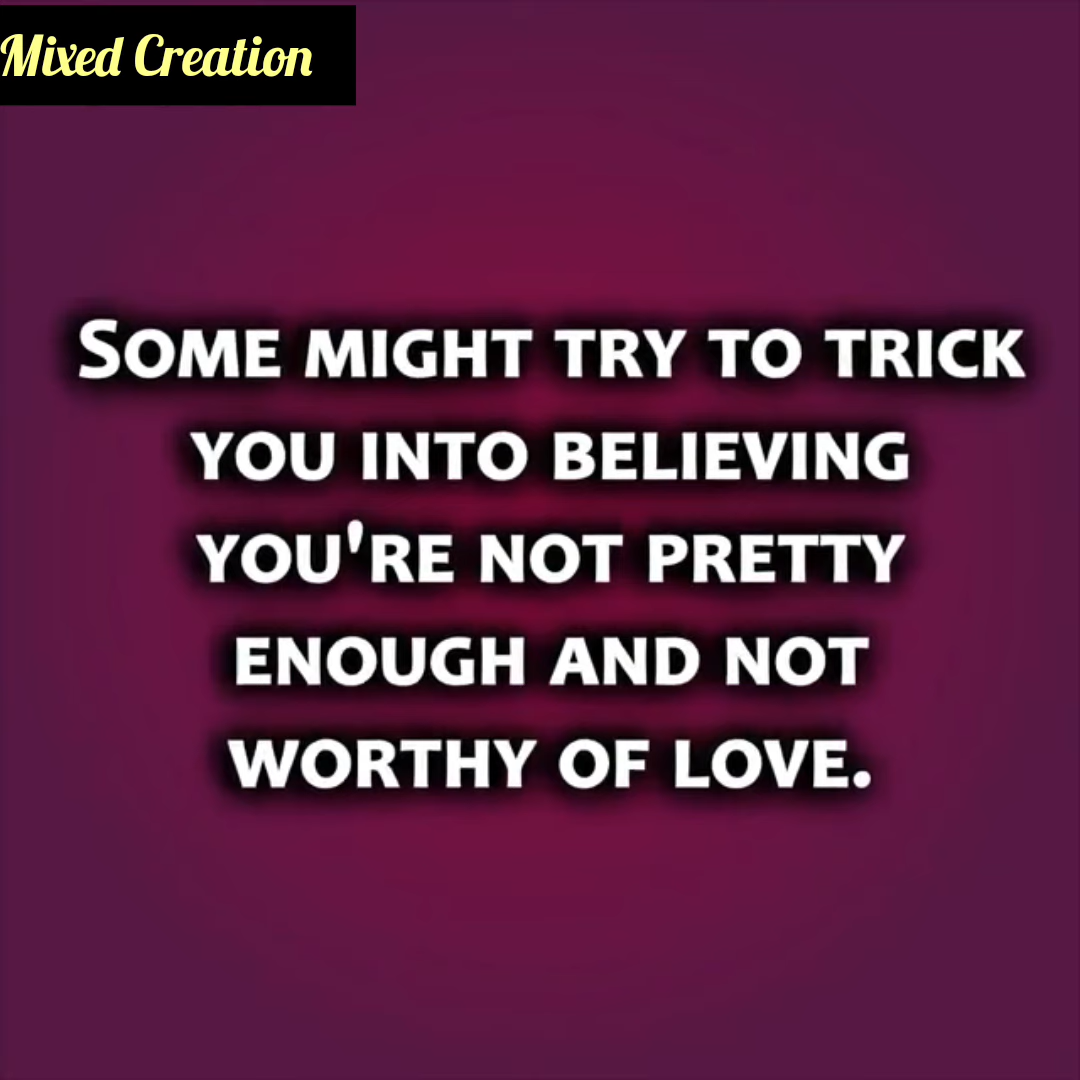 Mixed Creation
Some might try to trick
you into believing
you're not pretty
enough and not
worthy of love.